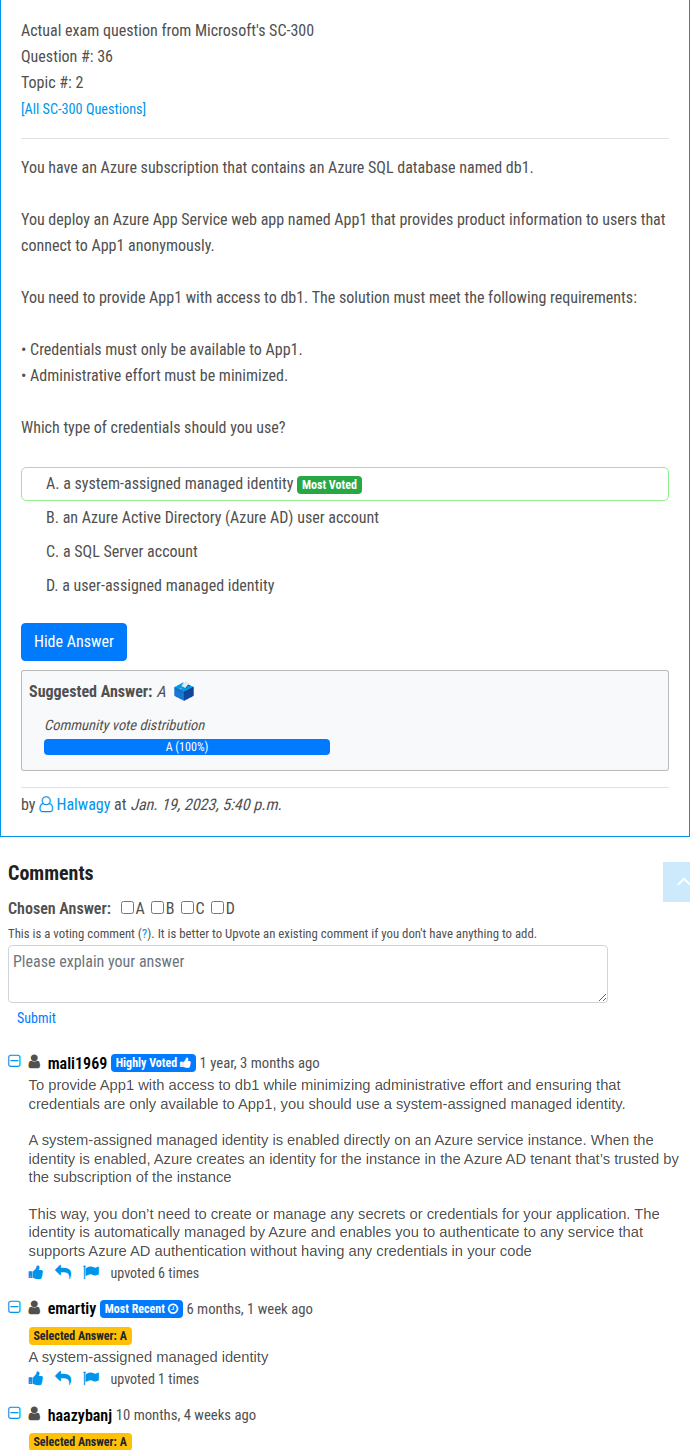 Actual exam question from Microsoft's SC-300
Question #: 36
Topic #: 2
[All SC-300 Questions]
You have an Azure subscription that contains an Azure SQL database named db1.
You deploy an Azure App Service web app named App1 that provides product information to users that
connect to App1 anonymously.
You need to provide App1 with access to db1. The solution must meet the following requirements:
• Credentials must only be available to App1.
• Administrative effort must be minimized.
Which type of credentials should you use?
A. a system-assigned managed identity Most Voted
B. an Azure Active Directory (Azure AD) user account
C. a SQL Server account
D. a user-assigned managed identity
Hide Answer
Suggested Answer: A
Community vote distribution
A (100%)
by Halwagy at Jan. 19, 2023, 5:40 p.m.
Comments
Chosen Answer: A B C D
This is a voting comment (?). It is better to Upvote an existing comment if you don't have anything to add.
Please explain your answer
Submit
mali1969 Highly Voted 1 year, 3 months ago
To provide App1 with access to db1 while minimizing administrative effort and ensuring that
credentials are only available to App1, you should use a system-assigned managed identity.
A system-assigned managed identity is enabled directly on an Azure service instance. When the
identity is enabled, Azure creates an identity for the instance in the Azure AD tenant that's trusted by
the subscription of the instance
This way, you don't need to create or manage any secrets or credentials for your application. The
identity is automatically managed by Azure and enables you to authenticate to any service that
supports Azure AD authentication without having any credentials in your code
upvoted 6 times
emartiy Most Recent 6 months, 1 week ago
Selected Answer: A
A system-assigned managed identity
upvoted 1 times
haazybanj 10 months, 4 weeks ago
Selected Answer: A